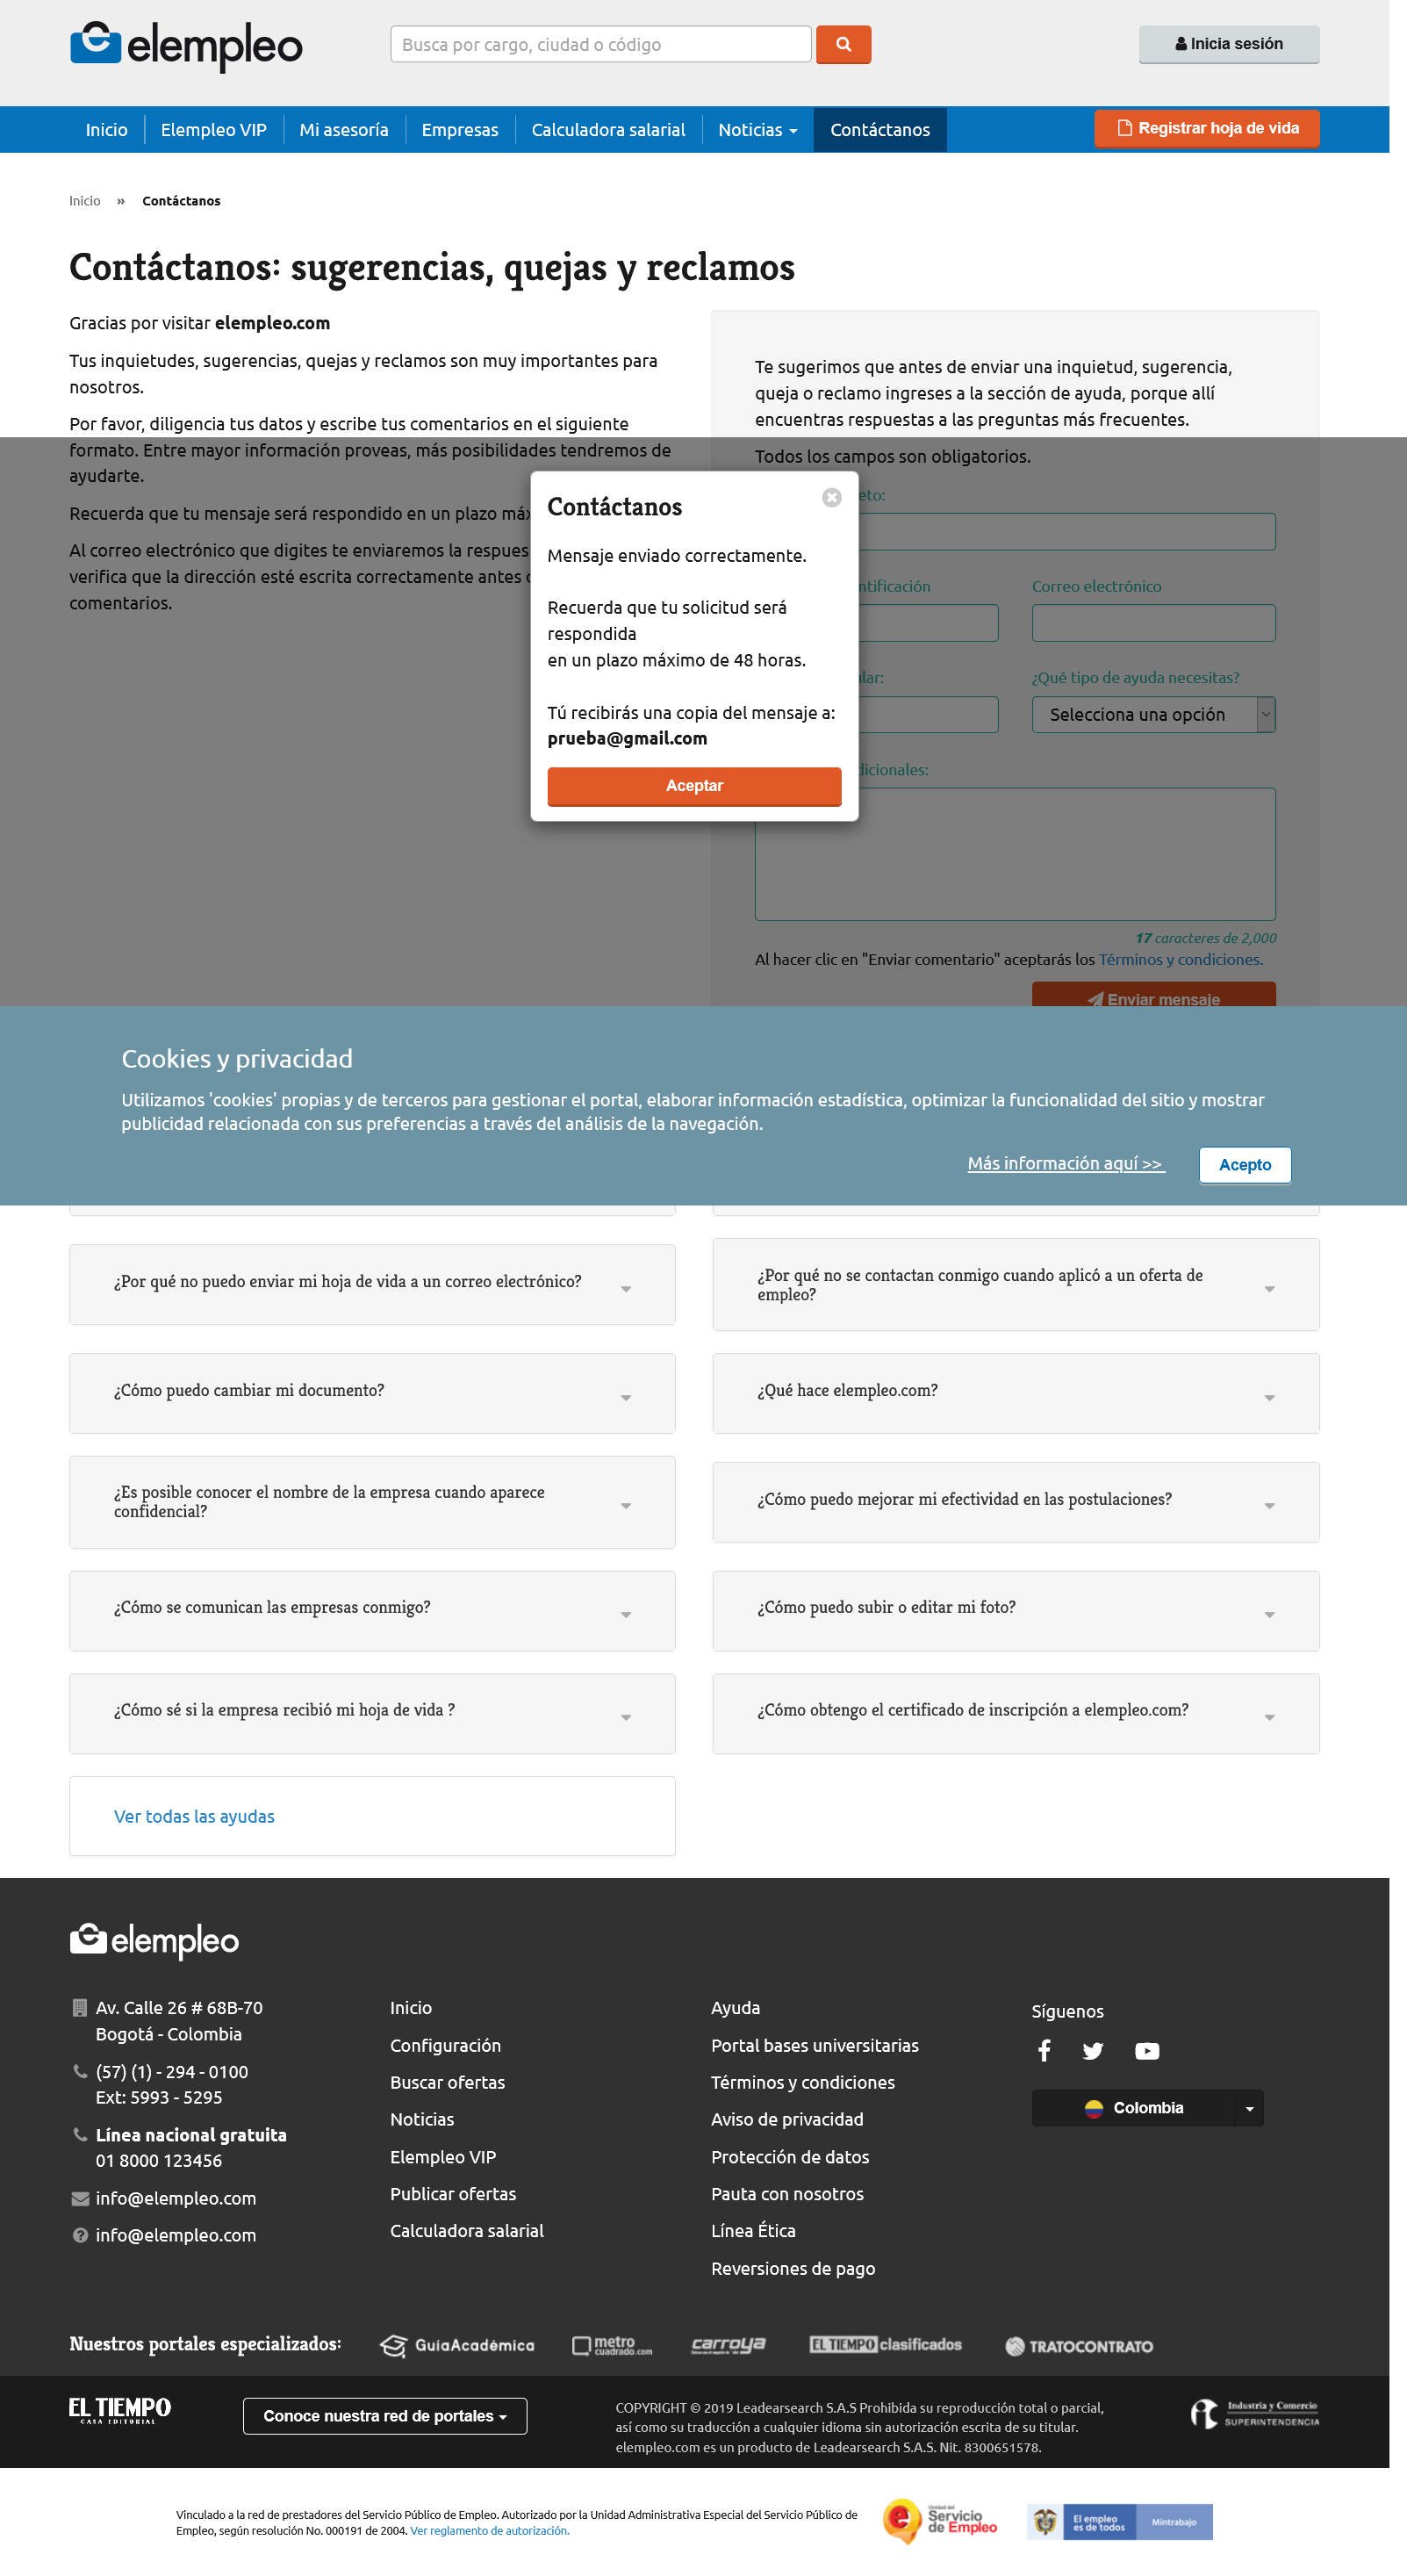 elempleo
Busca por cargo, ciudad o código
Inicia sesión
Inicio
Elempleo VIP
Mi asesoría
Empresas
Calculadora salarial
Noticias
Contáctanos
Registrar hoja de vida
Inicio » Contáctanos
Contáctanos: sugerencias, quejas y reclamos
Gracias por visitar elempleo.com
Tus inquietudes, sugerencias, quejas y reclamos son muy importantes para
nosotros.
Por favor, diligencia tus datos y escribe tus comentarios en el siguiente
formato. Entre mayor información proveas, más posibilidades tendremos de
ayudarte.
Recuerda que tu mensaje será respondido en un plazo
Al correo electrónico que digites te enviaremos la
verifica que la dirección esté escrita correctamente antes
comentarios.
Te sugerimos que antes de enviar una inquietud, sugerencia,
queja o reclamo ingreses a la sección de ayuda, porque allí
encuentras respuestas a las preguntas más frecuentes.
Todos los campos son obligatorios.
Correo electrónico
¿Qué tipo de ayuda necesitas?
Selecciona una opción
17 caracteres de 2,000
Al hacer clic en "Enviar comentario" aceptarás los Términos y condiciones.
Enviar mensaje
Contáctanos
Mensaje enviado correctamente.
Recuerda que tu solicitud será
respondida
en un plazo máximo de 48 horas.
Tú recibirás una copia del mensaje a:
prueba@gmail.com
Aceptar
Cookies y privacidad
Utilizamos 'cookies' propias y de terceros para gestionar el portal, elaborar información estadística, optimizar la funcionalidad del sitio y mostrar
publicidad relacionada con sus preferencias a través del análisis de la navegación.
Más información aquí >>
Acepto
¿Por qué no puedo enviar mi hoja de vida a un correo electrónico?
¿Por qué no se contactan conmigo cuando aplicó a un oferta de
empleo?
¿Cómo puedo cambiar mi documento?
¿Qué hace elempleo.com?
¿Es posible conocer el nombre de la empresa cuando aparece
confidencial?
¿Cómo puedo mejorar mi efectividad en las postulaciones?
¿Cómo se comunican las empresas conmigo?
¿Cómo puedo subir o editar mi foto?
¿Cómo sé si la empresa recibió mi hoja de vida ?
¿Cómo obtengo el certificado de inscripción a elempleo.com?
Ver todas las ayudas
elempleo
Av. Calle 26 # 68B-70
Bogotá - Colombia
(57) (1) - 294 - 0100
Ext: 5993 - 5295
Línea nacional gratuita
01 8000 123456
info@elempleo.com
info@elempleo.com
Inicio
Configuración
Buscar ofertas
Noticias
Elempleo VIP
Publicar ofertas
Calculadora salarial
Ayuda
Portal bases universitarias
Términos y condiciones
Aviso de privacidad
Protección de datos
Pauta con nosotros
Línea Ética
Reversiones de pago
Síguenos
Colombia
Nuestros portales especializados:
GuíaAcadémica
metro
cuadrado.com
carroya
EL TIEMPO clasificados
TRATOCONTRATO
EL TIEMPO
CASA EDITORIAL
Conoce nuestra red de portales
COPYRIGHT © 2019 Leadearsearch S.A.S Prohibida su reproducción total o parcial,
así como su traducción a cualquier idioma sin autorización escrita de su titular.
elempleo.com es un producto de Leadearsearch S.A.S. Nit. 8300651578.
Industria y Comercio
SUPERINTENDENCIA
Vinculado a la red de prestadores del Servicio Público de Empleo. Autorizado por la Unidad Administrativa Especial del Servicio Público de
Empleo, según resolución No. 000191 de 2004. Ver reglamento de autorización.
Unidad del
Servicio
de Empleo
El empleo
es de todos
Mintrabajo